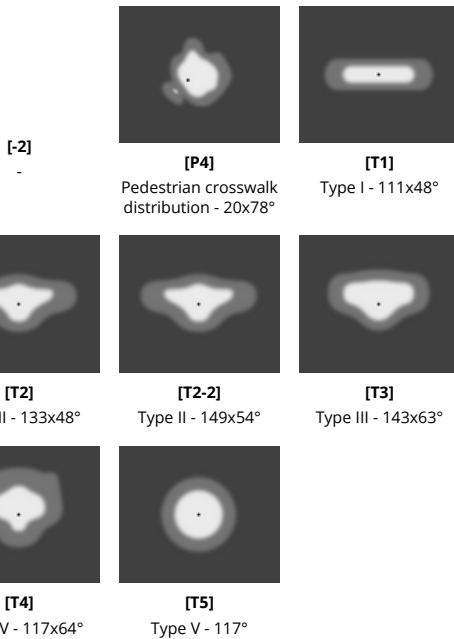 [-2]
-
[P4]
Pedestrian crosswalk
distribution - 20x78°
[T1]
Type I - 111x48°
[T2]
II - 133x48°
[T2-2]
Type II - 149x54°
[T3]
Type III - 143x63°
[T4]
V - 117x64°
[T5]
Type V - 117°